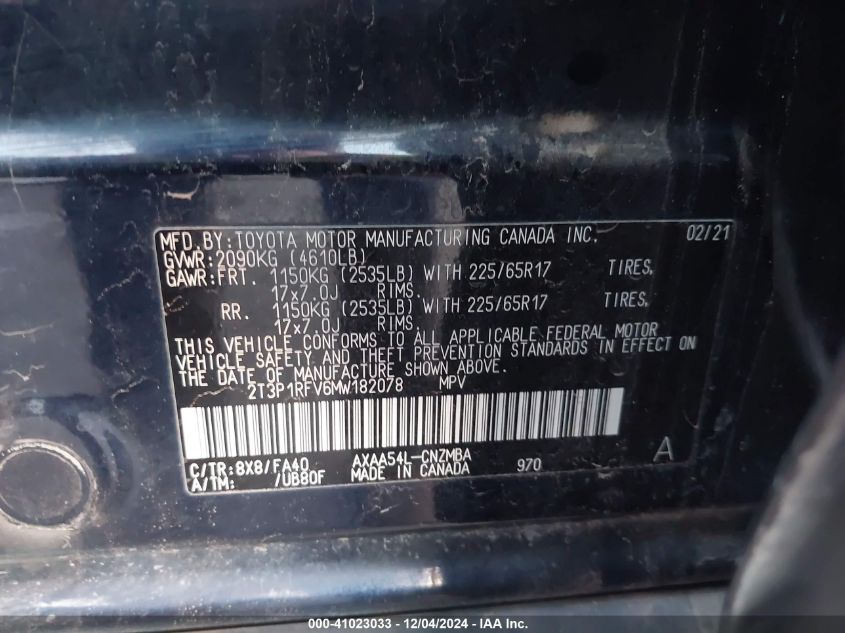 MFD.BY:TOYOTA MOTOR MANUFACTURING CANADA INC. 02/21
GVWR:2090KG (4610LB)
GAWR:FRT. 1150KG (2535LB) WITH 225/65R17 TIRES,
17x7.0J RIMS.
RR. 1150KG (2535LB) WITH 225/65R17 TIRES,
17x7.0J RIMS.
THIS VEHICLE CONFORMS TO ALL APPLICABLE FEDERAL MOTOR
VEHICLE SAFETY AND THEFT PREVENTION STANDARDS IN EFFECT ON
THE DATE OF MANUFACTURE SHOWN ABOVE.
2T3P1RFV6MW182078 MPV
C/TR:8X8/FA40 AXAA54L-CNZMBA A
A/TM: /UB80F MADE IN CANADA 970
000-41023033 - 12/04/2024 - Copyright © 2024 IAA, Inc.